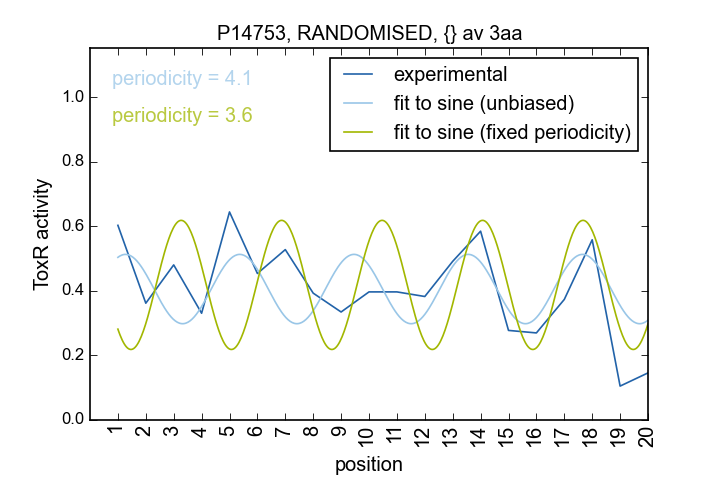 P14753, RANDOMISED, {} av 3aa
periodicity = 4.1
periodicity = 3.6
experimental
fit to sine (unbiased)
fit to sine (fixed periodicity)
ToxR activity
1.0
0.8
0.6
0.4
0.2
0.0
1 2 3 4 5 6 7 8 9 10 11 12 13 14 15 16 17 18 19 20
position